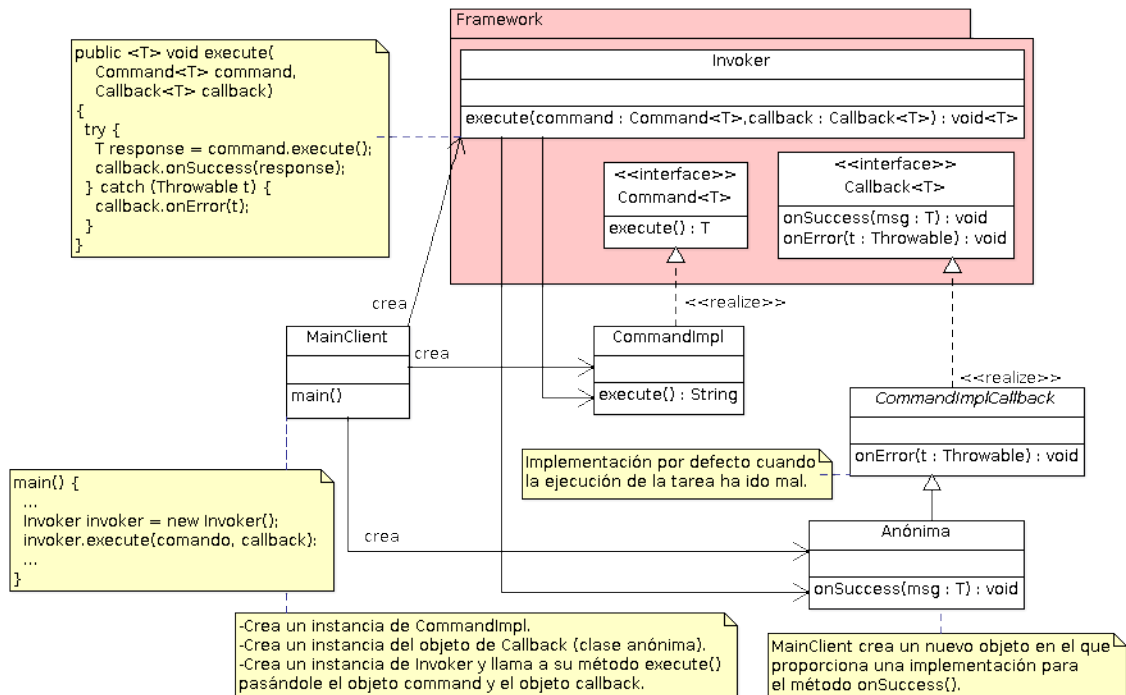 Framework
public <T> void execute(
Command<T> command,
Callback<T> callback)
{
try {
T response = command.execute();
callback.onSuccess(response);
} catch (Throwable t) {
callback.onError(t);
}
}
Invoker
execute(command : Command<T>,callback : Callback<T>) : void<T>
<<interface>>
Command<T>
execute() : T
<<interface>>
Callback<T>
onSuccess(msg : T) : void
onError(t : Throwable) : void
crea
<<realize>>
MainClient
main()
crea
CommandImpl
execute() : String
<<realize>>
CommandImplCallback
onError(t : Throwable) : void
Implementación por defecto cuando
la ejecución de la tarea ha ido mal.
main() {
...
Invoker invoker = new Invoker();
invoker.execute(comando, callback):
...
}
crea
Anónima
onSuccess(msg : T) : void
-Crea un instancia de CommandImpl.
-Crea un instancia del objeto de Callback (clase anónima).
-Crea un instancia de Invoker y llama a su método execute()
pasándole el objeto command y el objeto callback.
MainClient crea un nuevo objeto en el que
proporciona una implementación para
el método onSuccess().